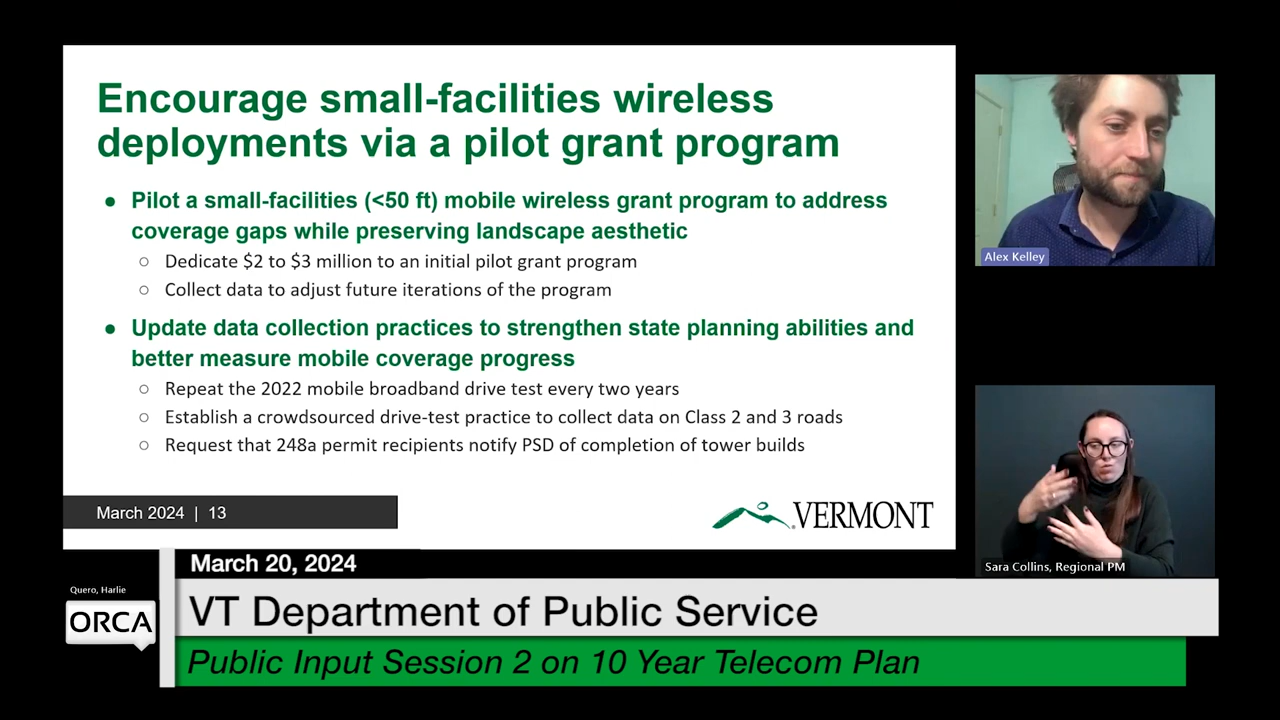 Encourage small-facilities wireless
deployments via a pilot grant program
● Pilot a small-facilities (<50 ft) mobile wireless grant program to address
coverage gaps while preserving landscape aesthetic
○ Dedicate $2 to $3 million to an initial pilot grant program
○ Collect data to adjust future iterations of the program
● Update data collection practices to strengthen state planning abilities and
better measure mobile coverage progress
○ Repeat the 2022 mobile broadband drive test every two years
○ Establish a crowdsourced drive-test practice to collect data on Class 2 and 3 roads
○ Request that 248a permit recipients notify PSD of completion of tower builds
March 2024 | 13
VERMONT
Alex Kelley
Sara Collins, Regional PM
March 20, 2024
Quero, Harlie
ORCA
VT Department of Public Service
Public Input Session 2 on 10 Year Telecom Plan